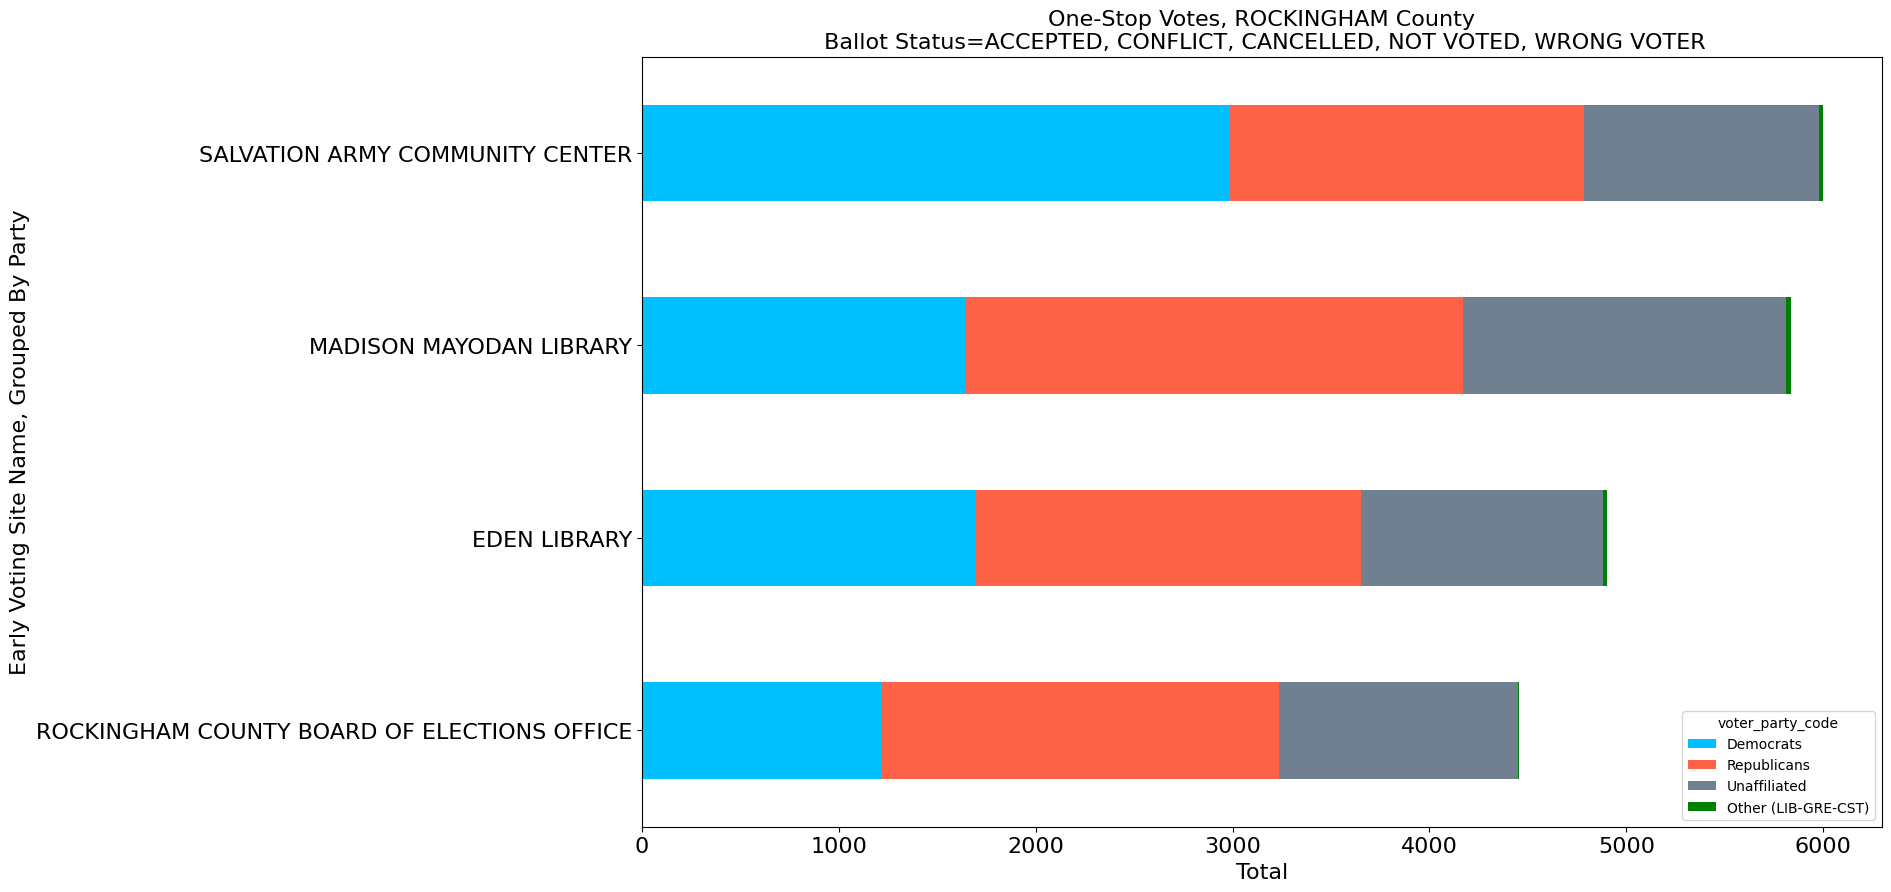 One-Stop Votes, ROCKINGHAM County
Ballot Status=ACCEPTED, CONFLICT, CANCELLED, NOT VOTED, WRONG VOTER
Early Voting Site Name, Grouped By Party
SALVATION ARMY COMMUNITY CENTER
MADISON MAYODAN LIBRARY
EDEN LIBRARY
ROCKINGHAM COUNTY BOARD OF ELECTIONS OFFICE
voter_party_code
Democrats
Republicans
Unaffiliated
Other (LIB-GRE-CST)
0 1000 2000 3000 4000 5000 6000
Total